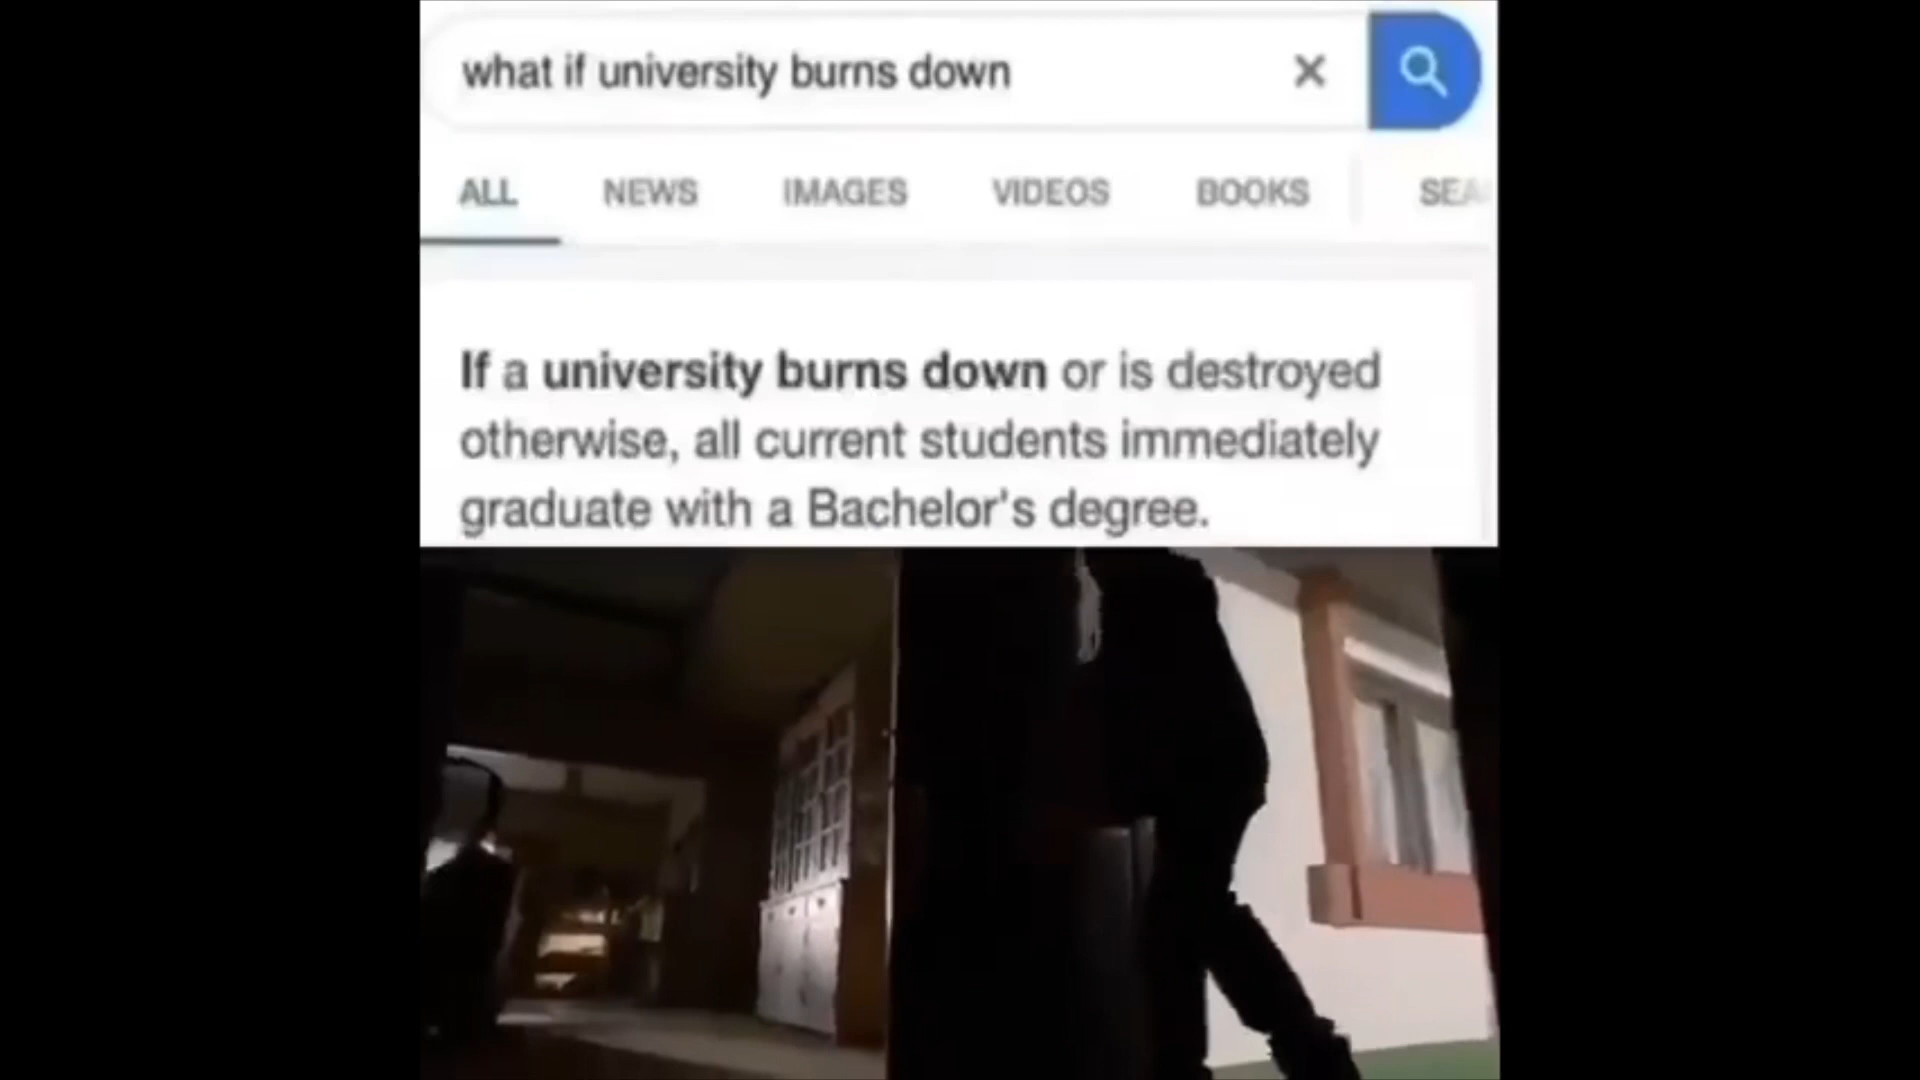 what if university burns down
ALL NEWS IMAGES VIDEOS BOOKS
If a university burns down or is destroyed
otherwise, all current students immediately
graduate with a Bachelor's degree.